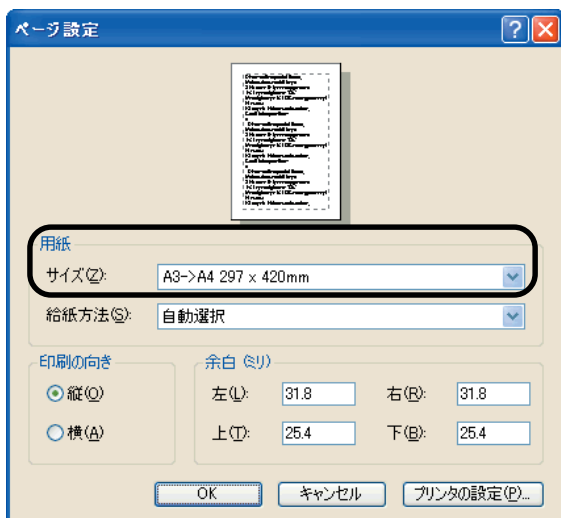 ページ設定
用紙
サイズ(Z): A3->A4 297 x 420mm
給紙方法(S): 自動選択
印刷の向き
縦(O)
横(A)
余白(ミリ)
左(L): 31.8 右(R): 31.8
上(T): 25.4 下(B): 25.4
OK キャンセル プリンタの設定(P)...